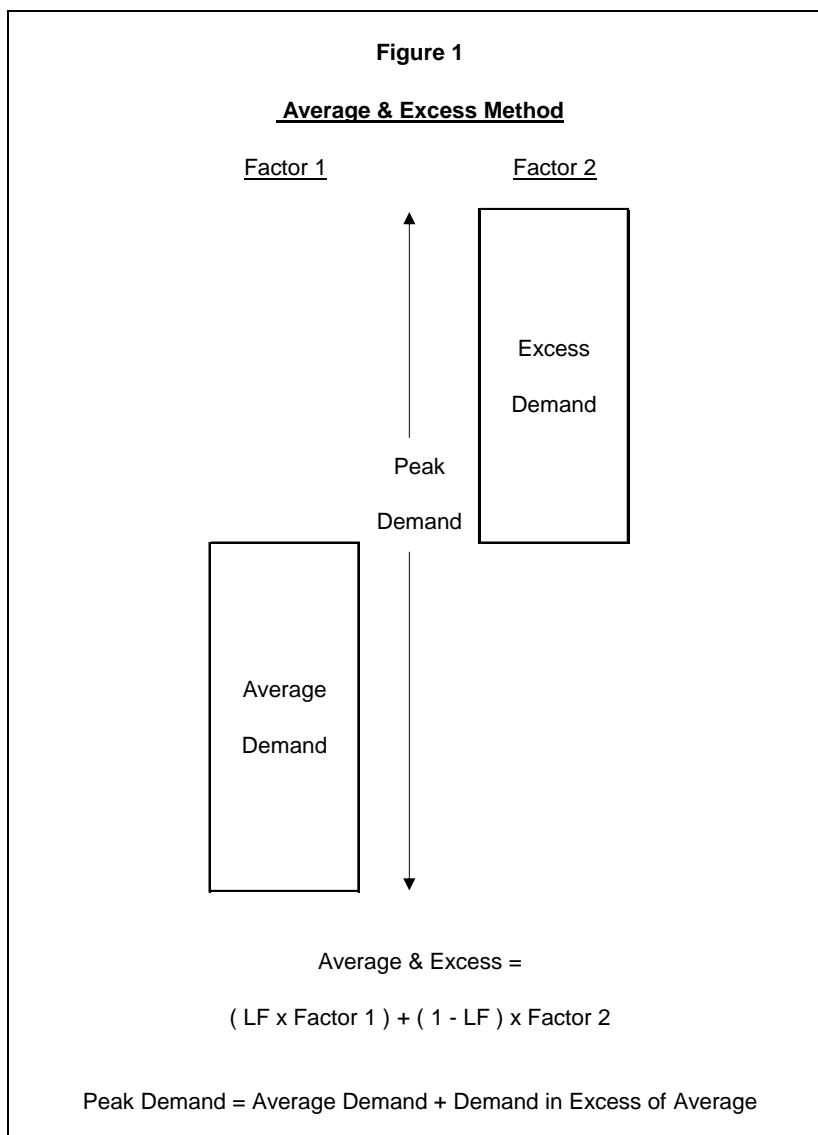 Figure 1
Average & Excess Method
Factor 1
Factor 2
Excess
Demand
Peak
Demand
Average
Demand
Average & Excess =
( LF x Factor 1 ) + ( 1 - LF ) x Factor 2
Peak Demand = Average Demand + Demand in Excess of Average